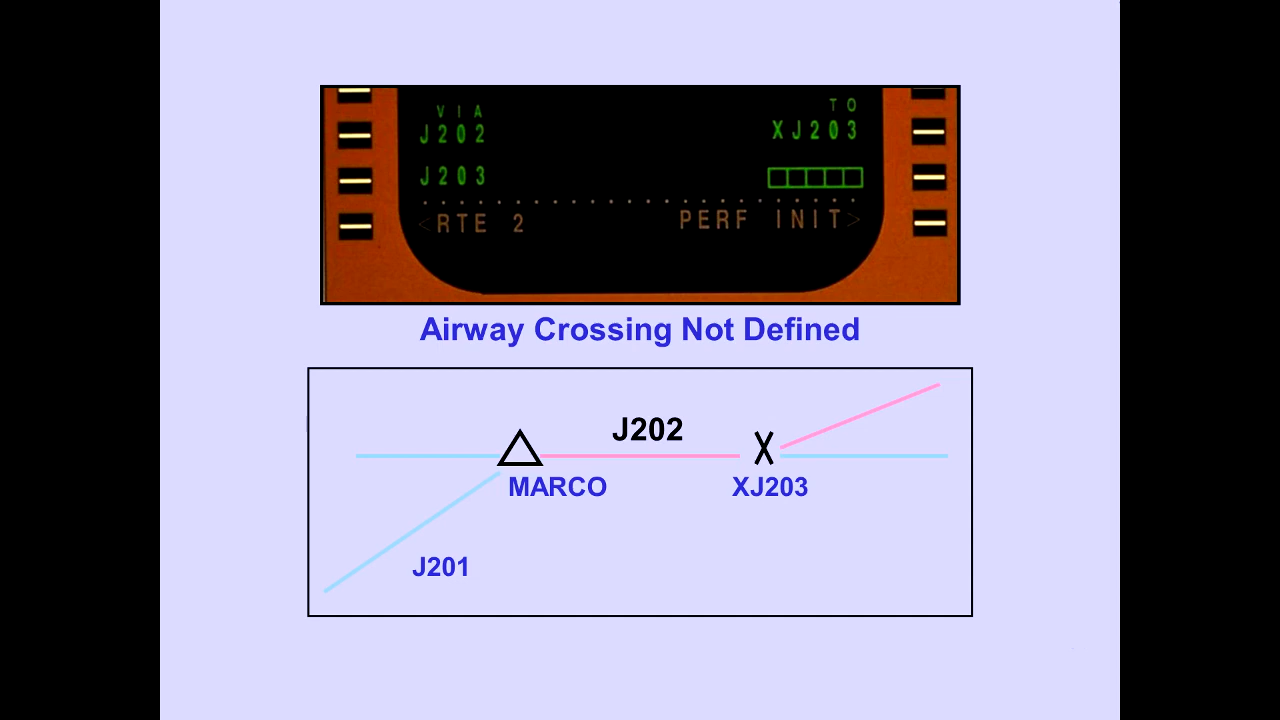 VIA TO
J202 XJ203
J203
<RTE 2 PERF INIT>
Airway Crossing Not Defined
J202
MARCO XJ203
J201